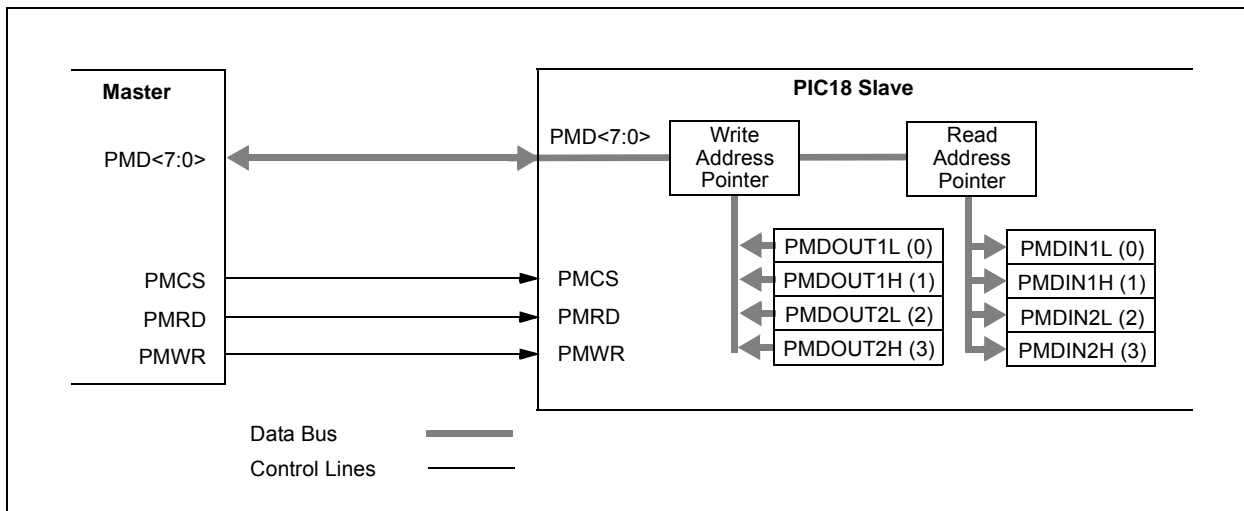 Master
PIC18 Slave
PMD<7:0>
PMD<7:0>
Write
Address
Pointer
Read
Address
Pointer
PMDOUT1L (0)
PMDIN1L (0)
PMCS
PMCS
PMDOUT1H (1)
PMDIN1H (1)
PMRD
PMRD
PMDOUT2L (2)
PMDIN2L (2)
PMWR
PMWR
PMDOUT2H (3)
PMDIN2H (3)
Data Bus
Control Lines